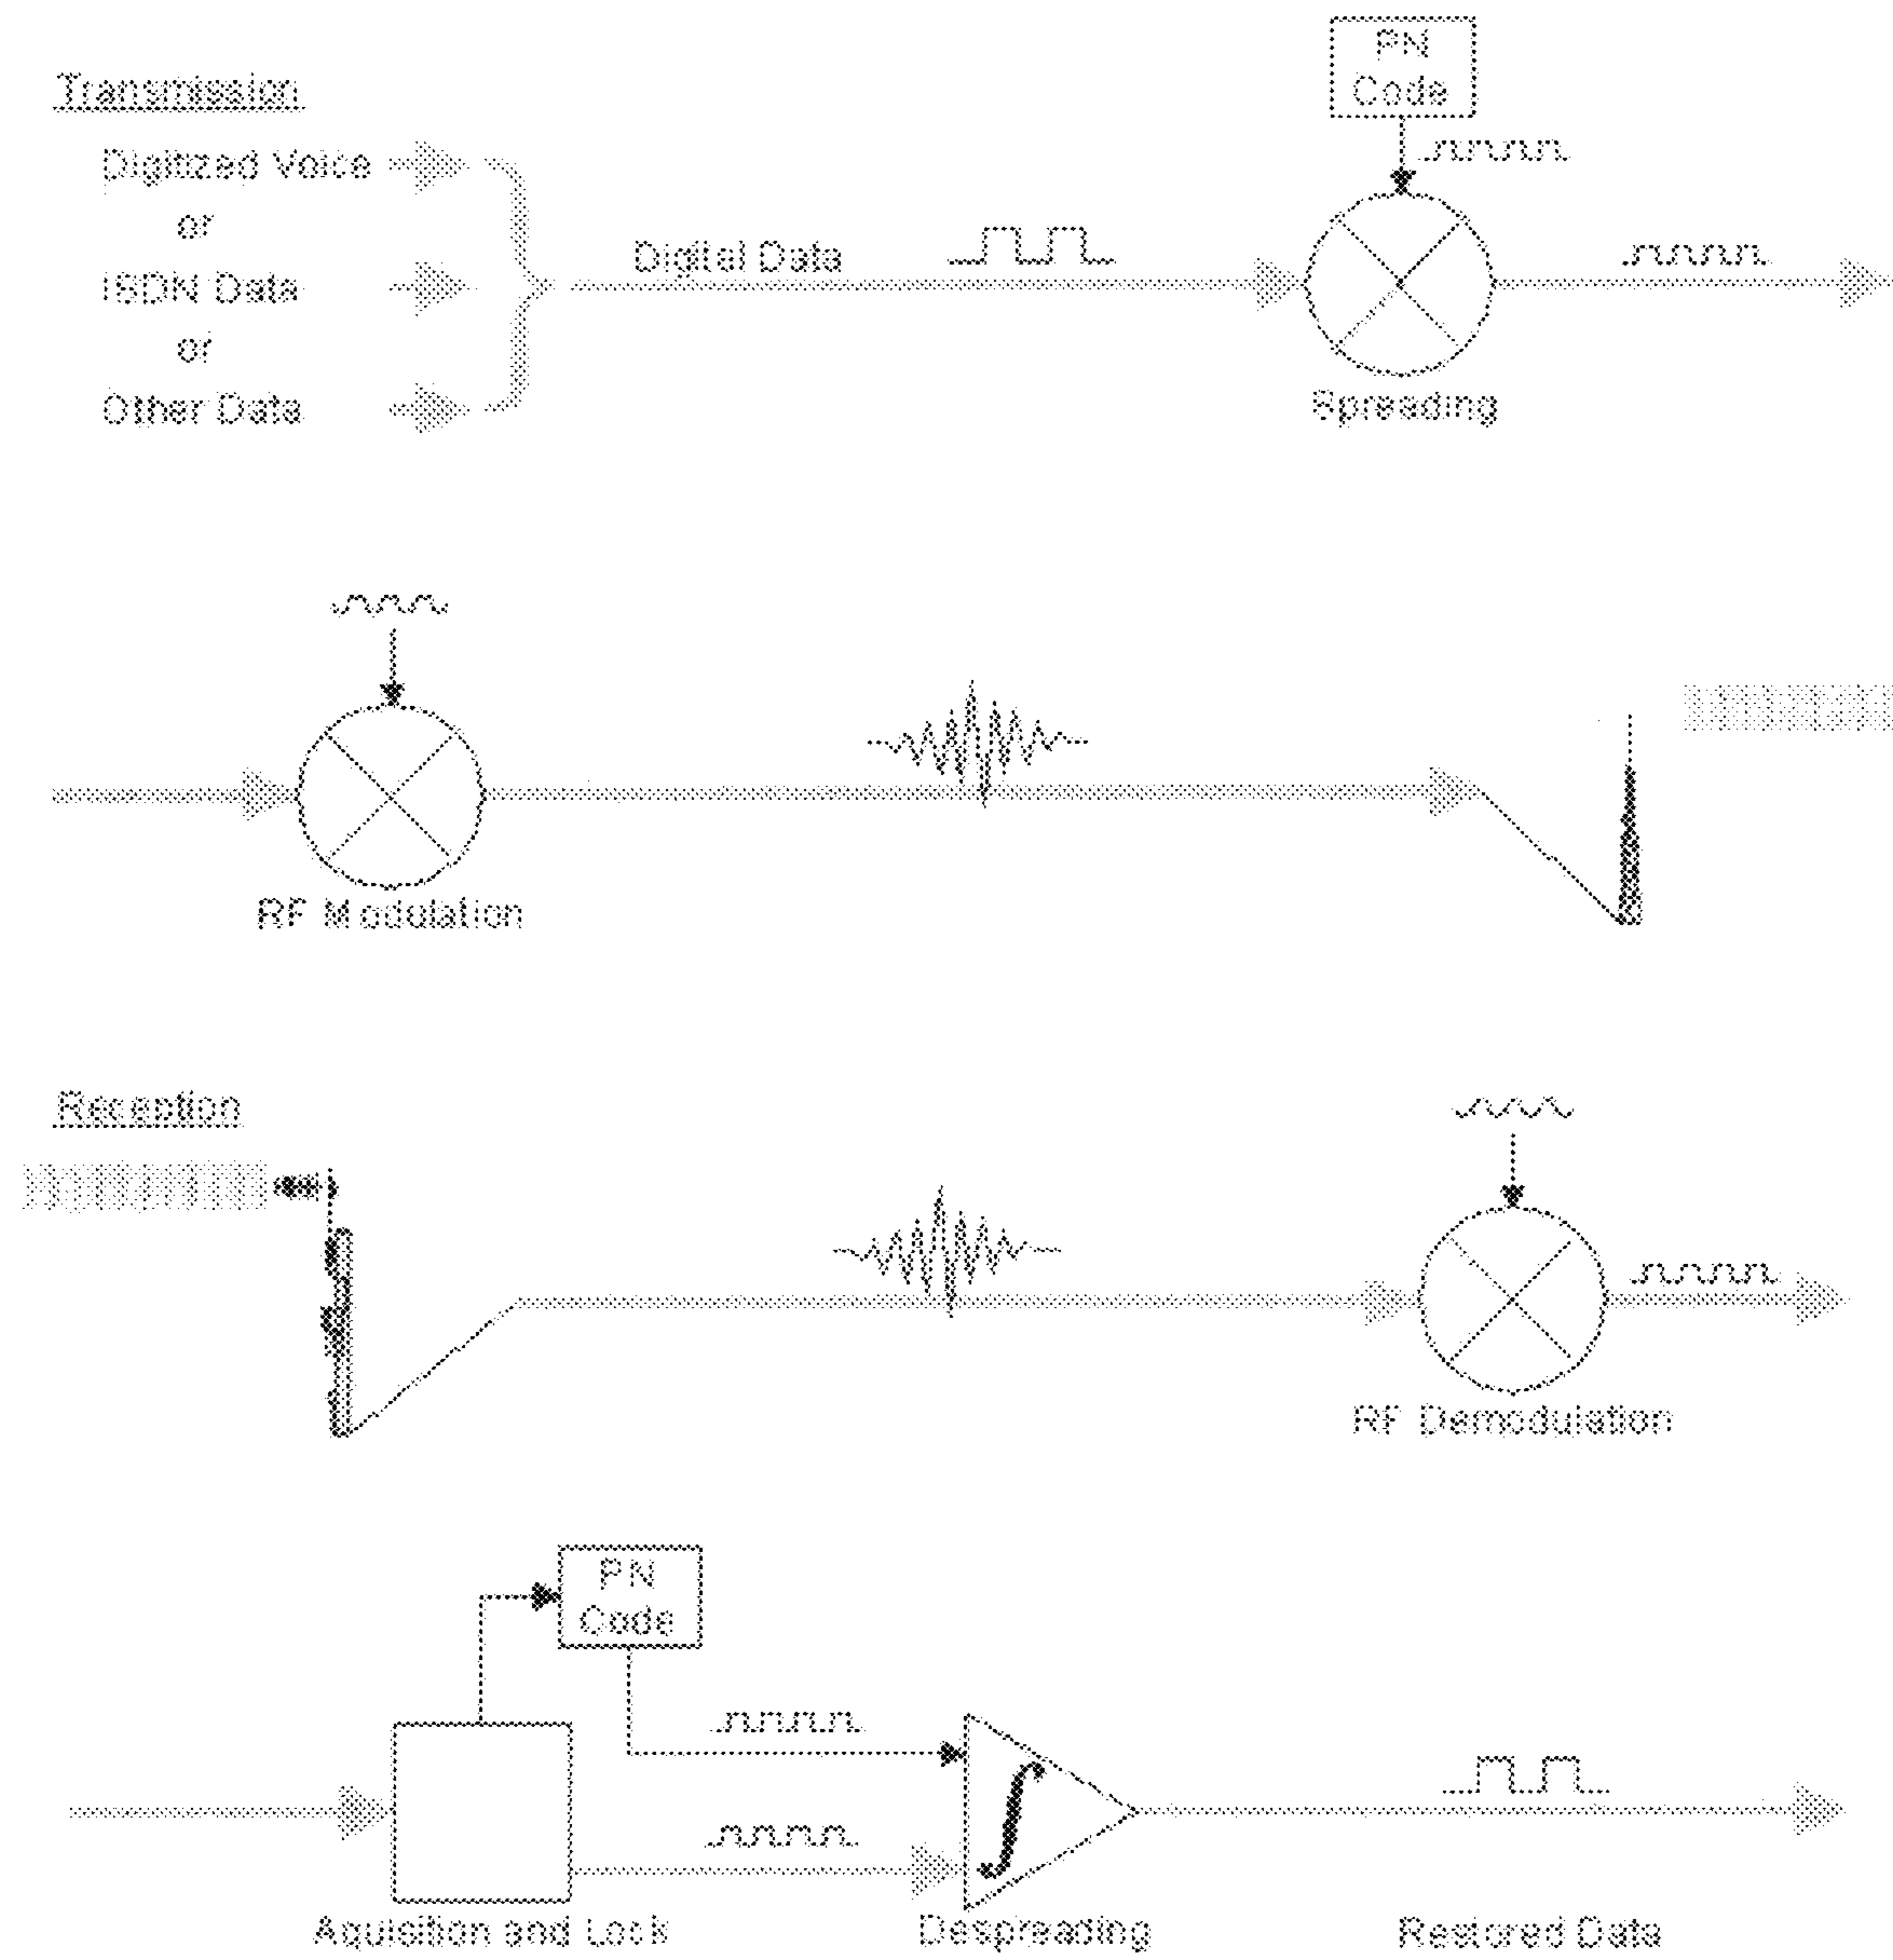 PN
Code
Transmission
Digitized Voice
or
ISDN Data
or
Other Data
Digital Data
Spreading
RF Modulation
Reception
RF Demodulation
PN
Code
Aquisition and Lock
Despreading
Restored Data